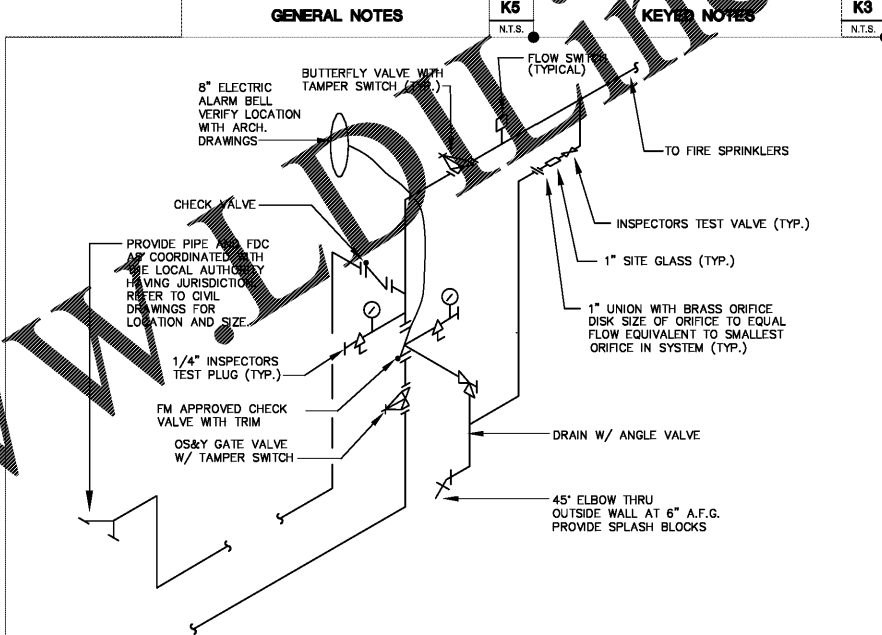 GENERAL NOTES
K5
N.T.S.
KEYED NOTES
K3
N.T.S.
8" ELECTRIC
ALARM BELL
VERIFY LOCATION
WITH ARCH.
DRAWINGS
BUTTERFLY VALVE WITH
TAMPER SWITCH (TYP.)
FLOW SWITCH
(TYPICAL)
TO FIRE SPRINKLERS
CHECK VALVE
INSPECTORS TEST VALVE (TYP.)
1" SITE GLASS (TYP.)
PROVIDE PIPE AND FDC
AS COORDINATED WITH
THE LOCAL AUTHORITY
HAVING JURISDICTION.
REFER TO CIVIL
DRAWINGS FOR
LOCATION AND SIZE.
1" UNION WITH BRASS ORIFICE
DISK SIZE OF ORIFICE TO EQUAL
FLOW EQUIVALENT TO SMALLEST
ORIFICE IN SYSTEM (TYP.)
1/4" INSPECTORS
TEST PLUG (TYP.)
FM APPROVED CHECK
VALVE WITH TRIM
OS&Y GATE VALVE
W/ TAMPER SWITCH
DRAIN W/ ANGLE VALVE
45° ELBOW THRU
OUTSIDE WALL AT 6" A.F.G.
PROVIDE SPLASH BLOCKS
W.LDILine